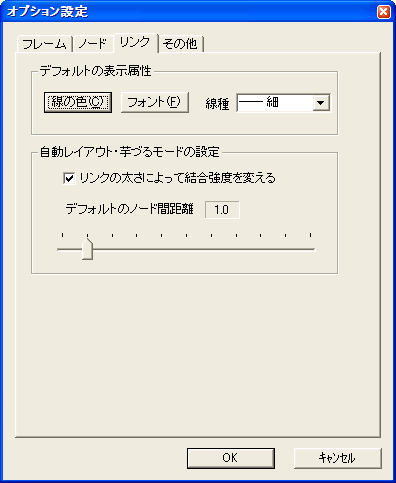 オプション設定
フレーム ノード リンク その他
デフォルトの表示属性
線の色(C) フォント(F) 線種 細
自動レイアウト・芋づるモードの設定
リンクの太さによって結合強度を変える
デフォルトのノード間距離 1.0
OK キャンセル